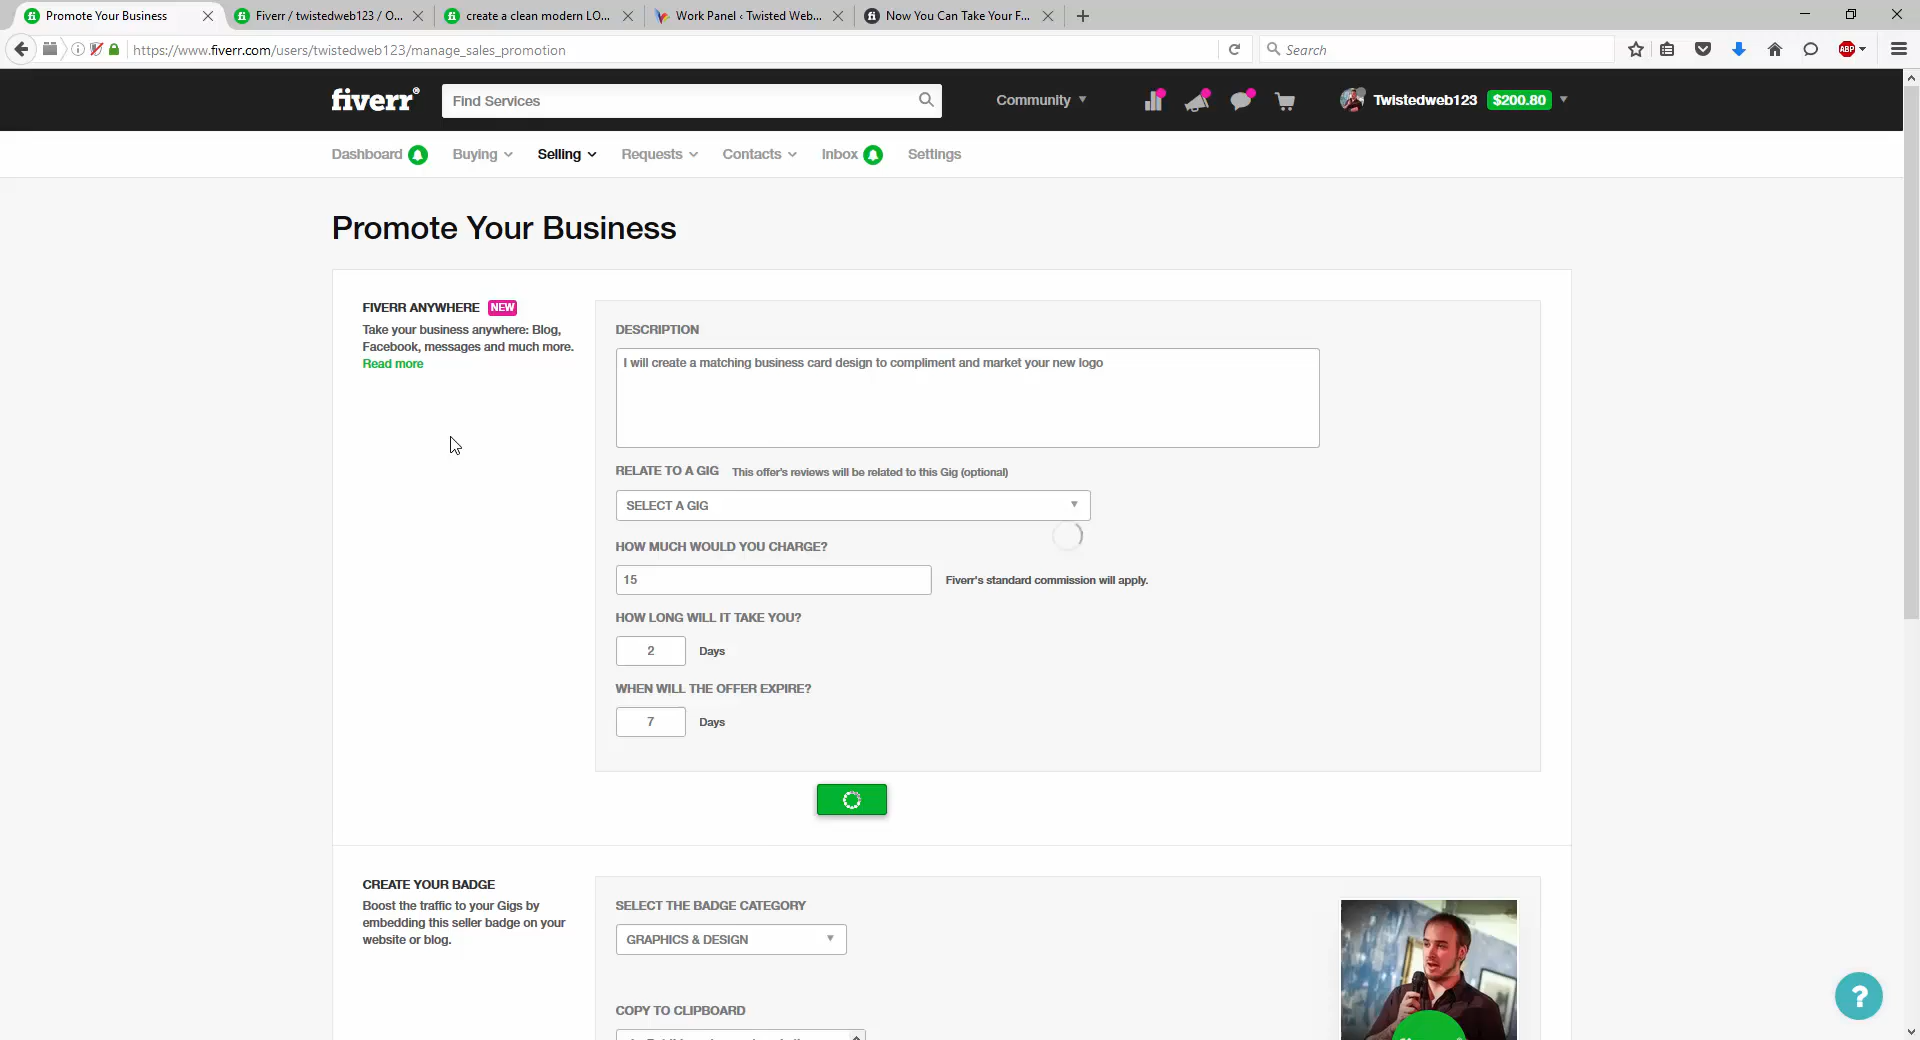 Promote Your Business
Fiverr / twistedweb123 / O...
create a clean modern LO...
Work Panel ‹ Twisted Web...
Now You Can Take Your F...
https://www.fiverr.com/users/twistedweb123/manage_sales_promotion
Search
ABP
fiverr®
Find Services
Community
Twistedweb123
$200.80
Dashboard
Buying
Selling
Requests
Contacts
Inbox
Settings
Promote Your Business
FIVERR ANYWHERE NEW
Take your business anywhere: Blog,
Facebook, messages and much more.
Read more
DESCRIPTION
I will create a matching business card design to compliment and market your new logo
RELATE TO A GIG This offer's reviews will be related to this Gig (optional)
SELECT A GIG
HOW MUCH WOULD YOU CHARGE?
15 Fiverr's standard commission will apply.
HOW LONG WILL IT TAKE YOU?
2 Days
WHEN WILL THE OFFER EXPIRE?
7 Days
CREATE YOUR BADGE
Boost the traffic to your Gigs by
embedding this seller badge on your
website or blog.
SELECT THE BADGE CATEGORY
GRAPHICS & DESIGN
COPY TO CLIPBOARD
?